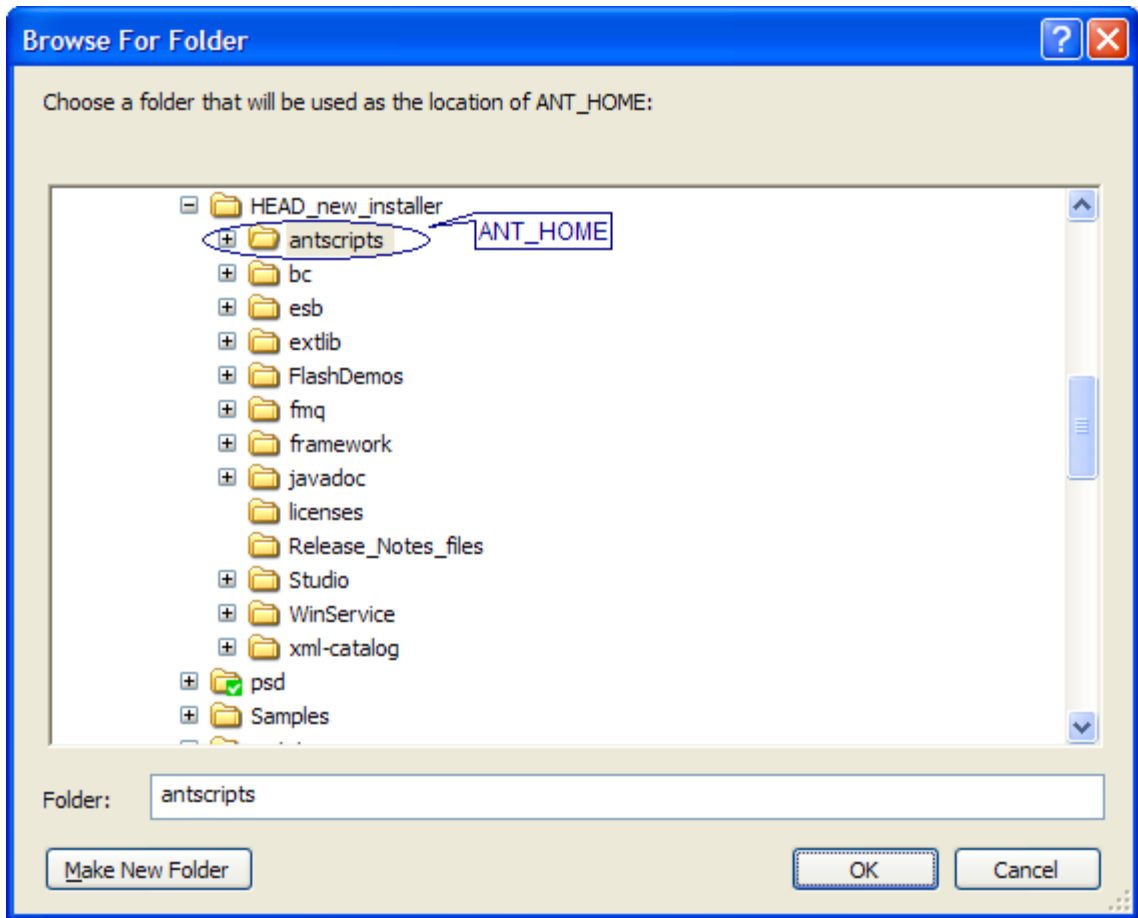 Browse For Folder
Choose a folder that will be used as the location of ANT_HOME:
HEAD_new_installer
antscripts
ANT_HOME
bc
esb
extlib
FlashDemos
fmq
framework
javadoc
licenses
Release_Notes_files
Studio
WinService
xml-catalog
psd
Samples
Folder: antscripts
Make New Folder OK Cancel